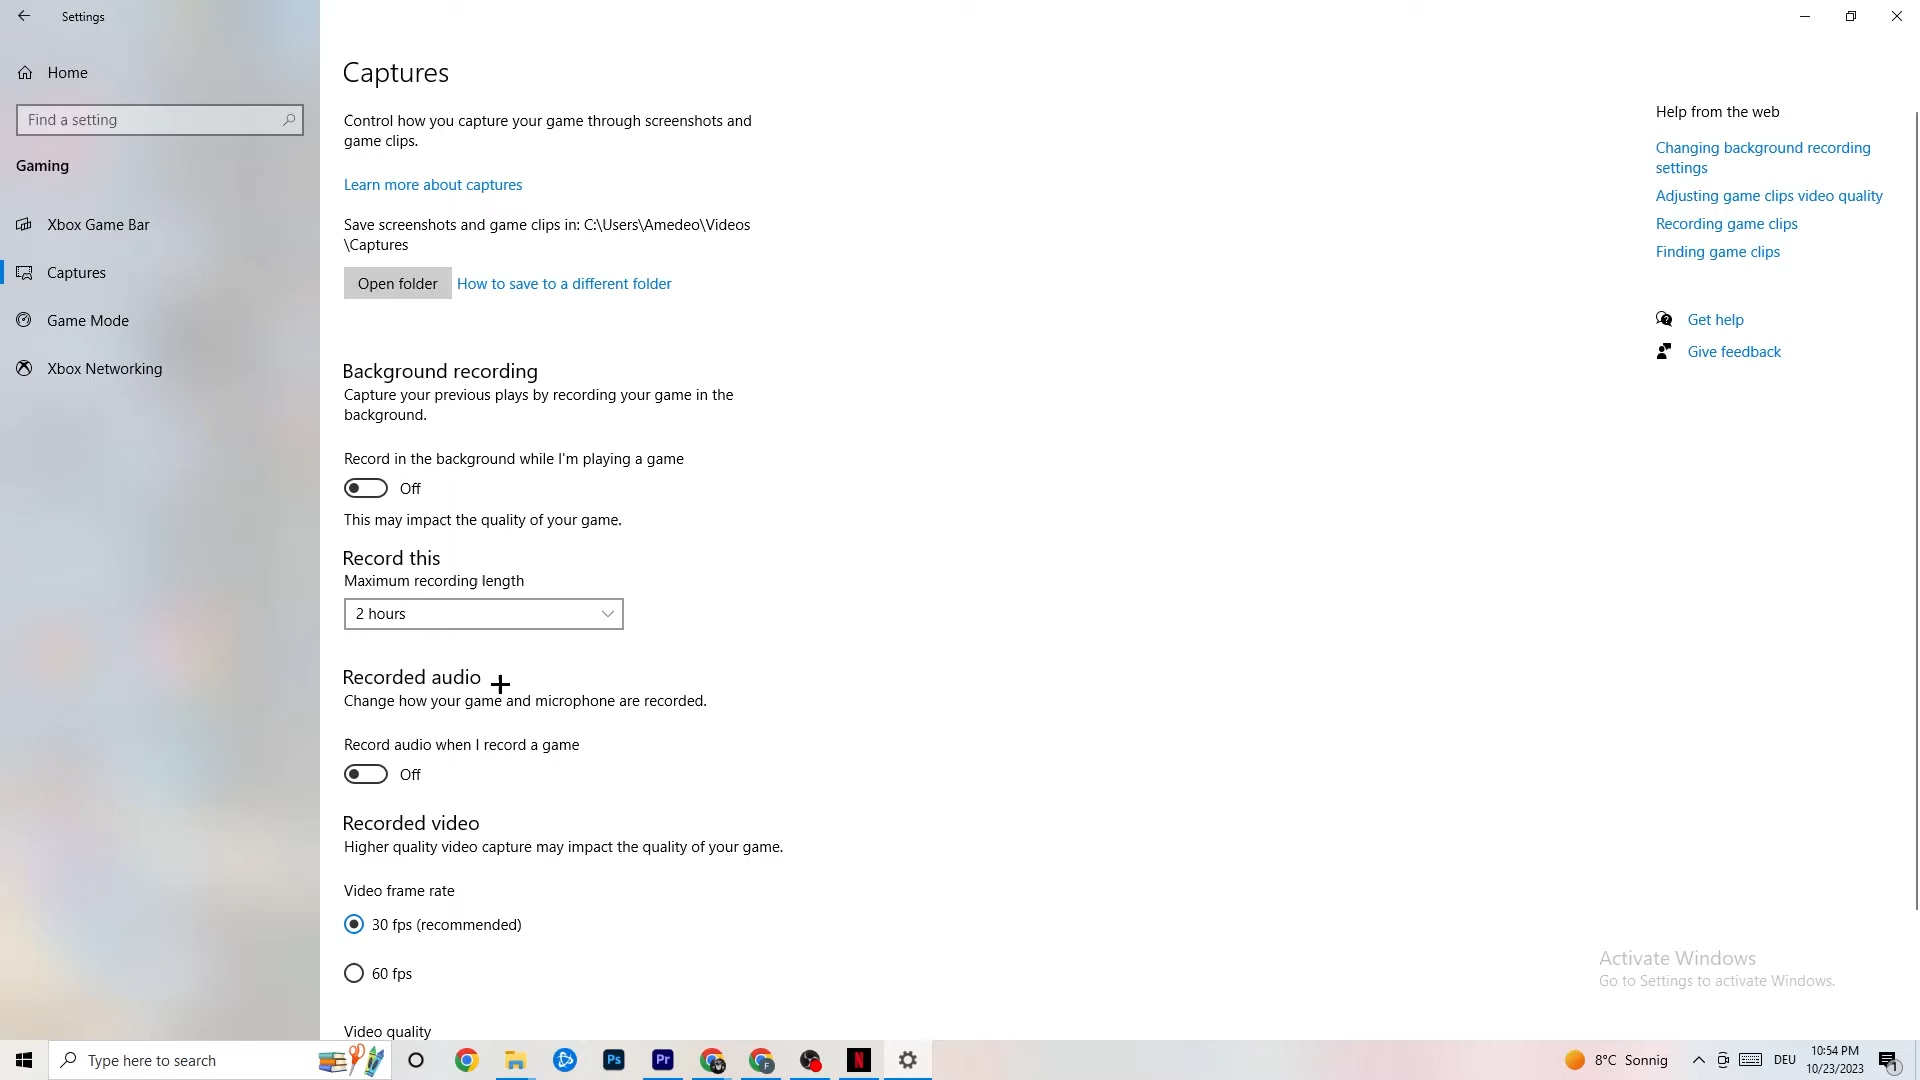 Settings
Home
Find a setting
Gaming
Xbox Game Bar
Captures
Game Mode
Xbox Networking
Captures
Control how you capture your game through screenshots and
game clips.
Learn more about captures
Save screenshots and game clips in: C:\Users\Amedeo\Videos
\Captures
Open folder
How to save to a different folder
Background recording
Capture your previous plays by recording your game in the
background.
Record in the background while I'm playing a game
Off
This may impact the quality of your game.
Record this
Maximum recording length
2 hours
Recorded audio
Change how your game and microphone are recorded.
Record audio when I record a game
Off
Recorded video
Higher quality video capture may impact the quality of your game.
Video frame rate
30 fps (recommended)
60 fps
Video quality
Help from the web
Changing background recording
settings
Adjusting game clips video quality
Recording game clips
Finding game clips
Get help
Give feedback
Activate Windows
Go to Settings to activate Windows.
Type here to search
Ps
Pr
F
N
8°C Sonnig
DEU
10:54 PM
10/23/2023
1